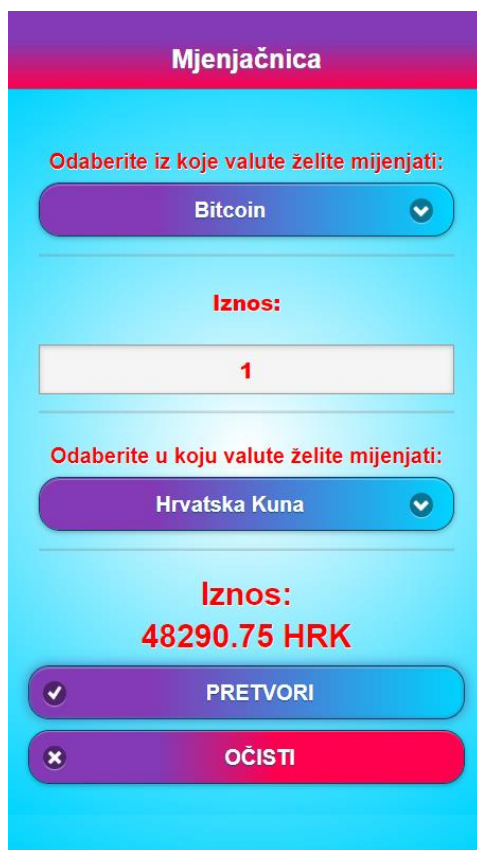 Mjenjačnica
Odaberite iz koje valute želite mijenjati:
Bitcoin
Iznos:
1
Odaberite u koju valute želite mijenjati:
Hrvatska Kuna
Iznos:
48290.75 HRK
PRETVORI
OČISTI